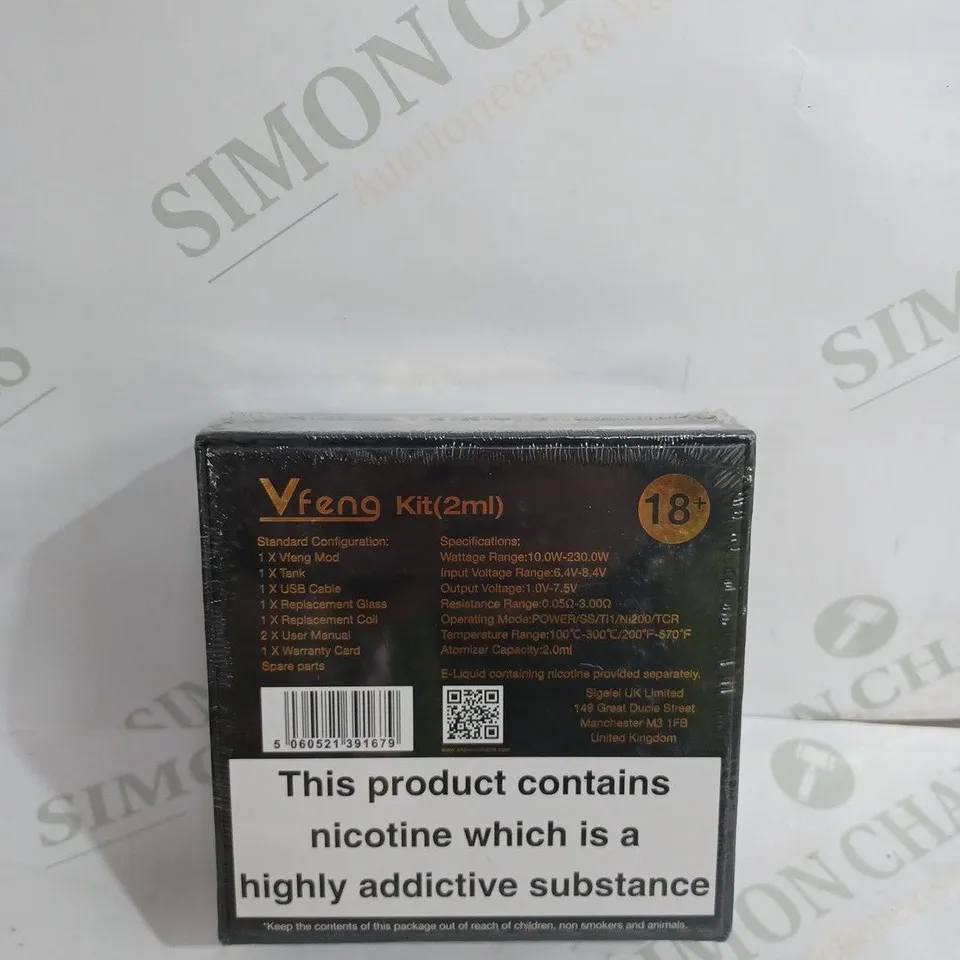 SIMON CHA
Auctioneers & Va
SIMON
Vfeng Kit(2ml)
18+
Standard Configuration:
1 X Vfeng Mod
1 X Tank
1 X USB Cable
1 X Replacement Glass
1 X Replacement Coil
2 X User Manual
1 X Warranty Card
Spare parts
Specifications:
Wattage Range:10.0W-230.0W
Input Voltage Range:6.4V-8.4V
Output Voltage:1.0V-7.5V
Resistance Range:0.05Ω-3.00Ω
Operating Mode:POWER/SS/Ti1/Ni200/TCR
Temperature Range:100℃-300℃/200℉-570℉
Atomizer Capacity:2.0ml
E-Liquid containing nicotine provided separately.
Sigelei UK Limited
149 Great Ducie Street
Manchester M3 1FB
United Kingdom
5 060521 391679
This product contains
nicotine which is a
highly addictive substance
*Keep the contents of this package out of reach of children, non smokers and animals.
SIMON CHA